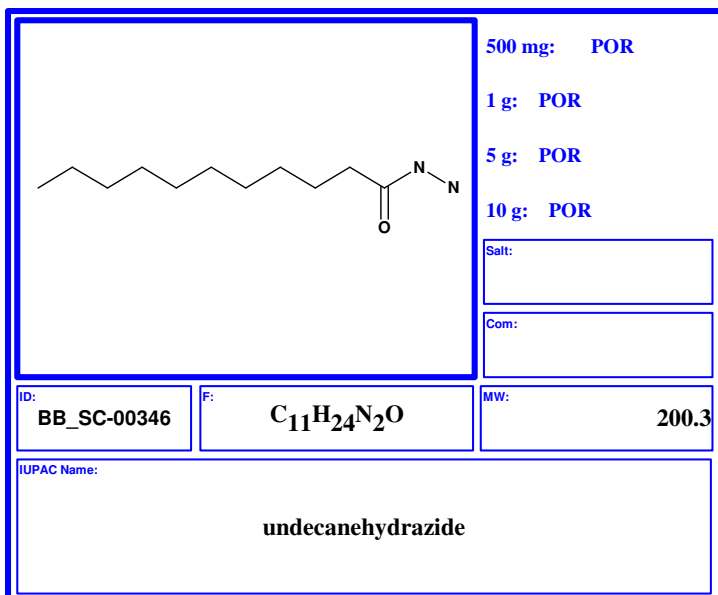 500 mg: POR
1 g: POR
5 g: POR
10 g: POR
N
N
O
Salt:
Com:
ID:
BB_SC-00346
F:
C11H24N2O
MW:
200.3
IUPAC Name:
undecanehydrazide